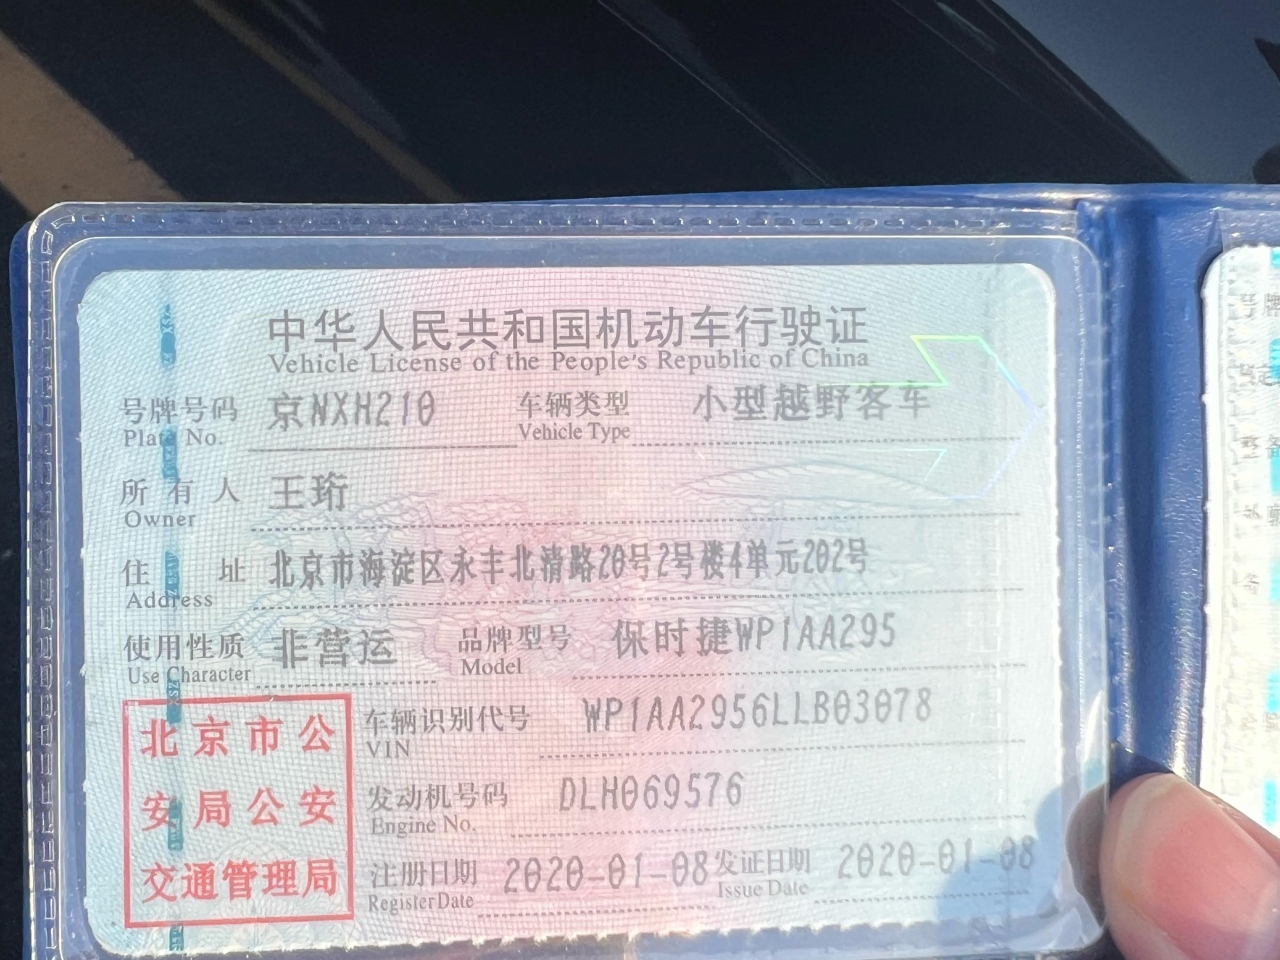 中华人民共和国机动车行驶证
Vehicle License of the People's Republic of China
号牌号码 京NXH210 车辆类型 小型越野客车
Plate No. Vehicle Type
所有人 王珩
Owner
住址 北京市海淀区永丰北清路20号2号楼4单元202号
Address
使用性质 非营运 品牌型号 保时捷WP1AA295
Use Character Model
北京市公
安局公安
交通管理局
车辆识别代号 WP1AA2956LLB03078
VIN
发动机号码 DLH069576
Engine No.
注册日期 2020-01-08 发证日期 2020-01-08
Register Date Issue Date
号牌